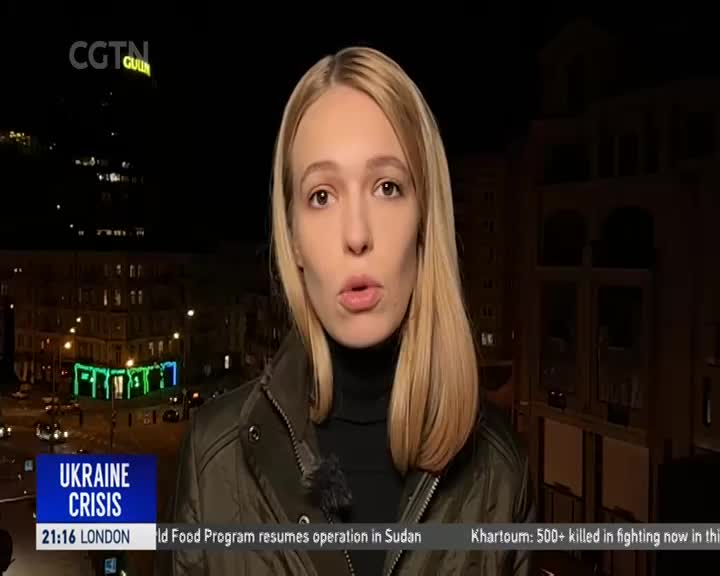 CGTN
UKRAINE
CRISIS
21:16 LONDON
ld Food Program resumes operation in Sudan
Khartoum: 500+ killed in fighting now in thi